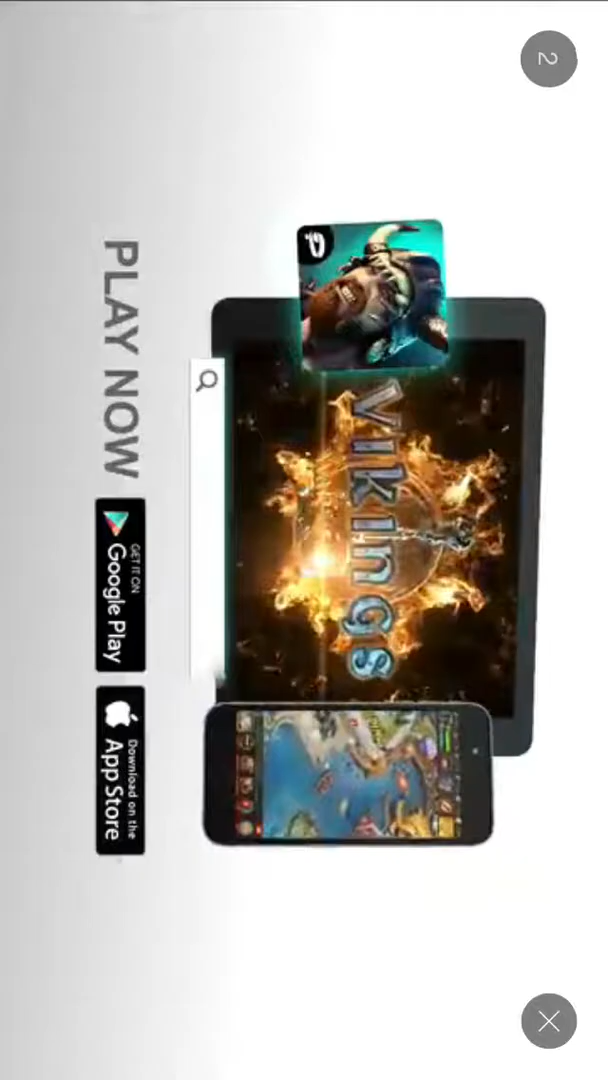 2
Vikings
PLAY NOW
GET IT ON
Google Play
Download on the
App Store